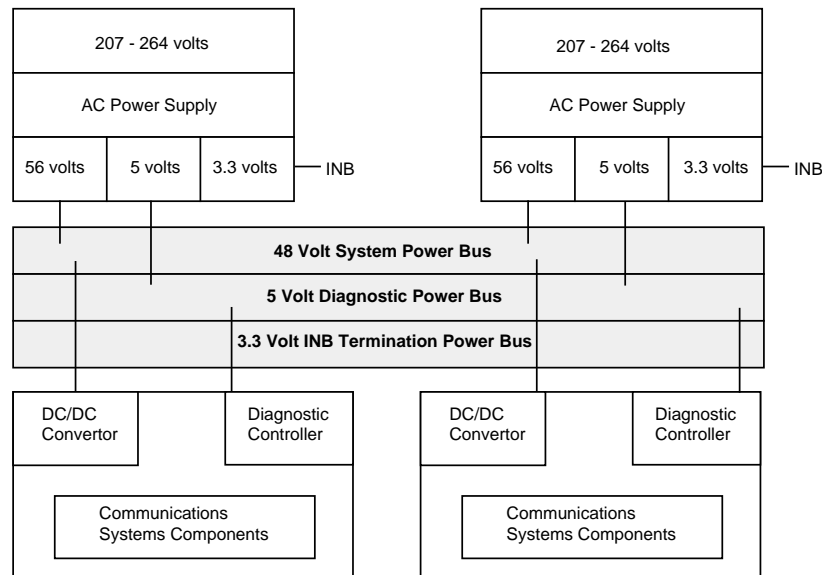 207 - 264 volts
AC Power Supply
56 volts
5 volts
3.3 volts
INB
207 - 264 volts
AC Power Supply
56 volts
5 volts
3.3 volts
INB
48 Volt System Power Bus
5 Volt Diagnostic Power Bus
3.3 Volt INB Termination Power Bus
DC/DC
Convertor
Diagnostic
Controller
Communications
Systems Components
DC/DC
Convertor
Diagnostic
Controller
Communications
Systems Components